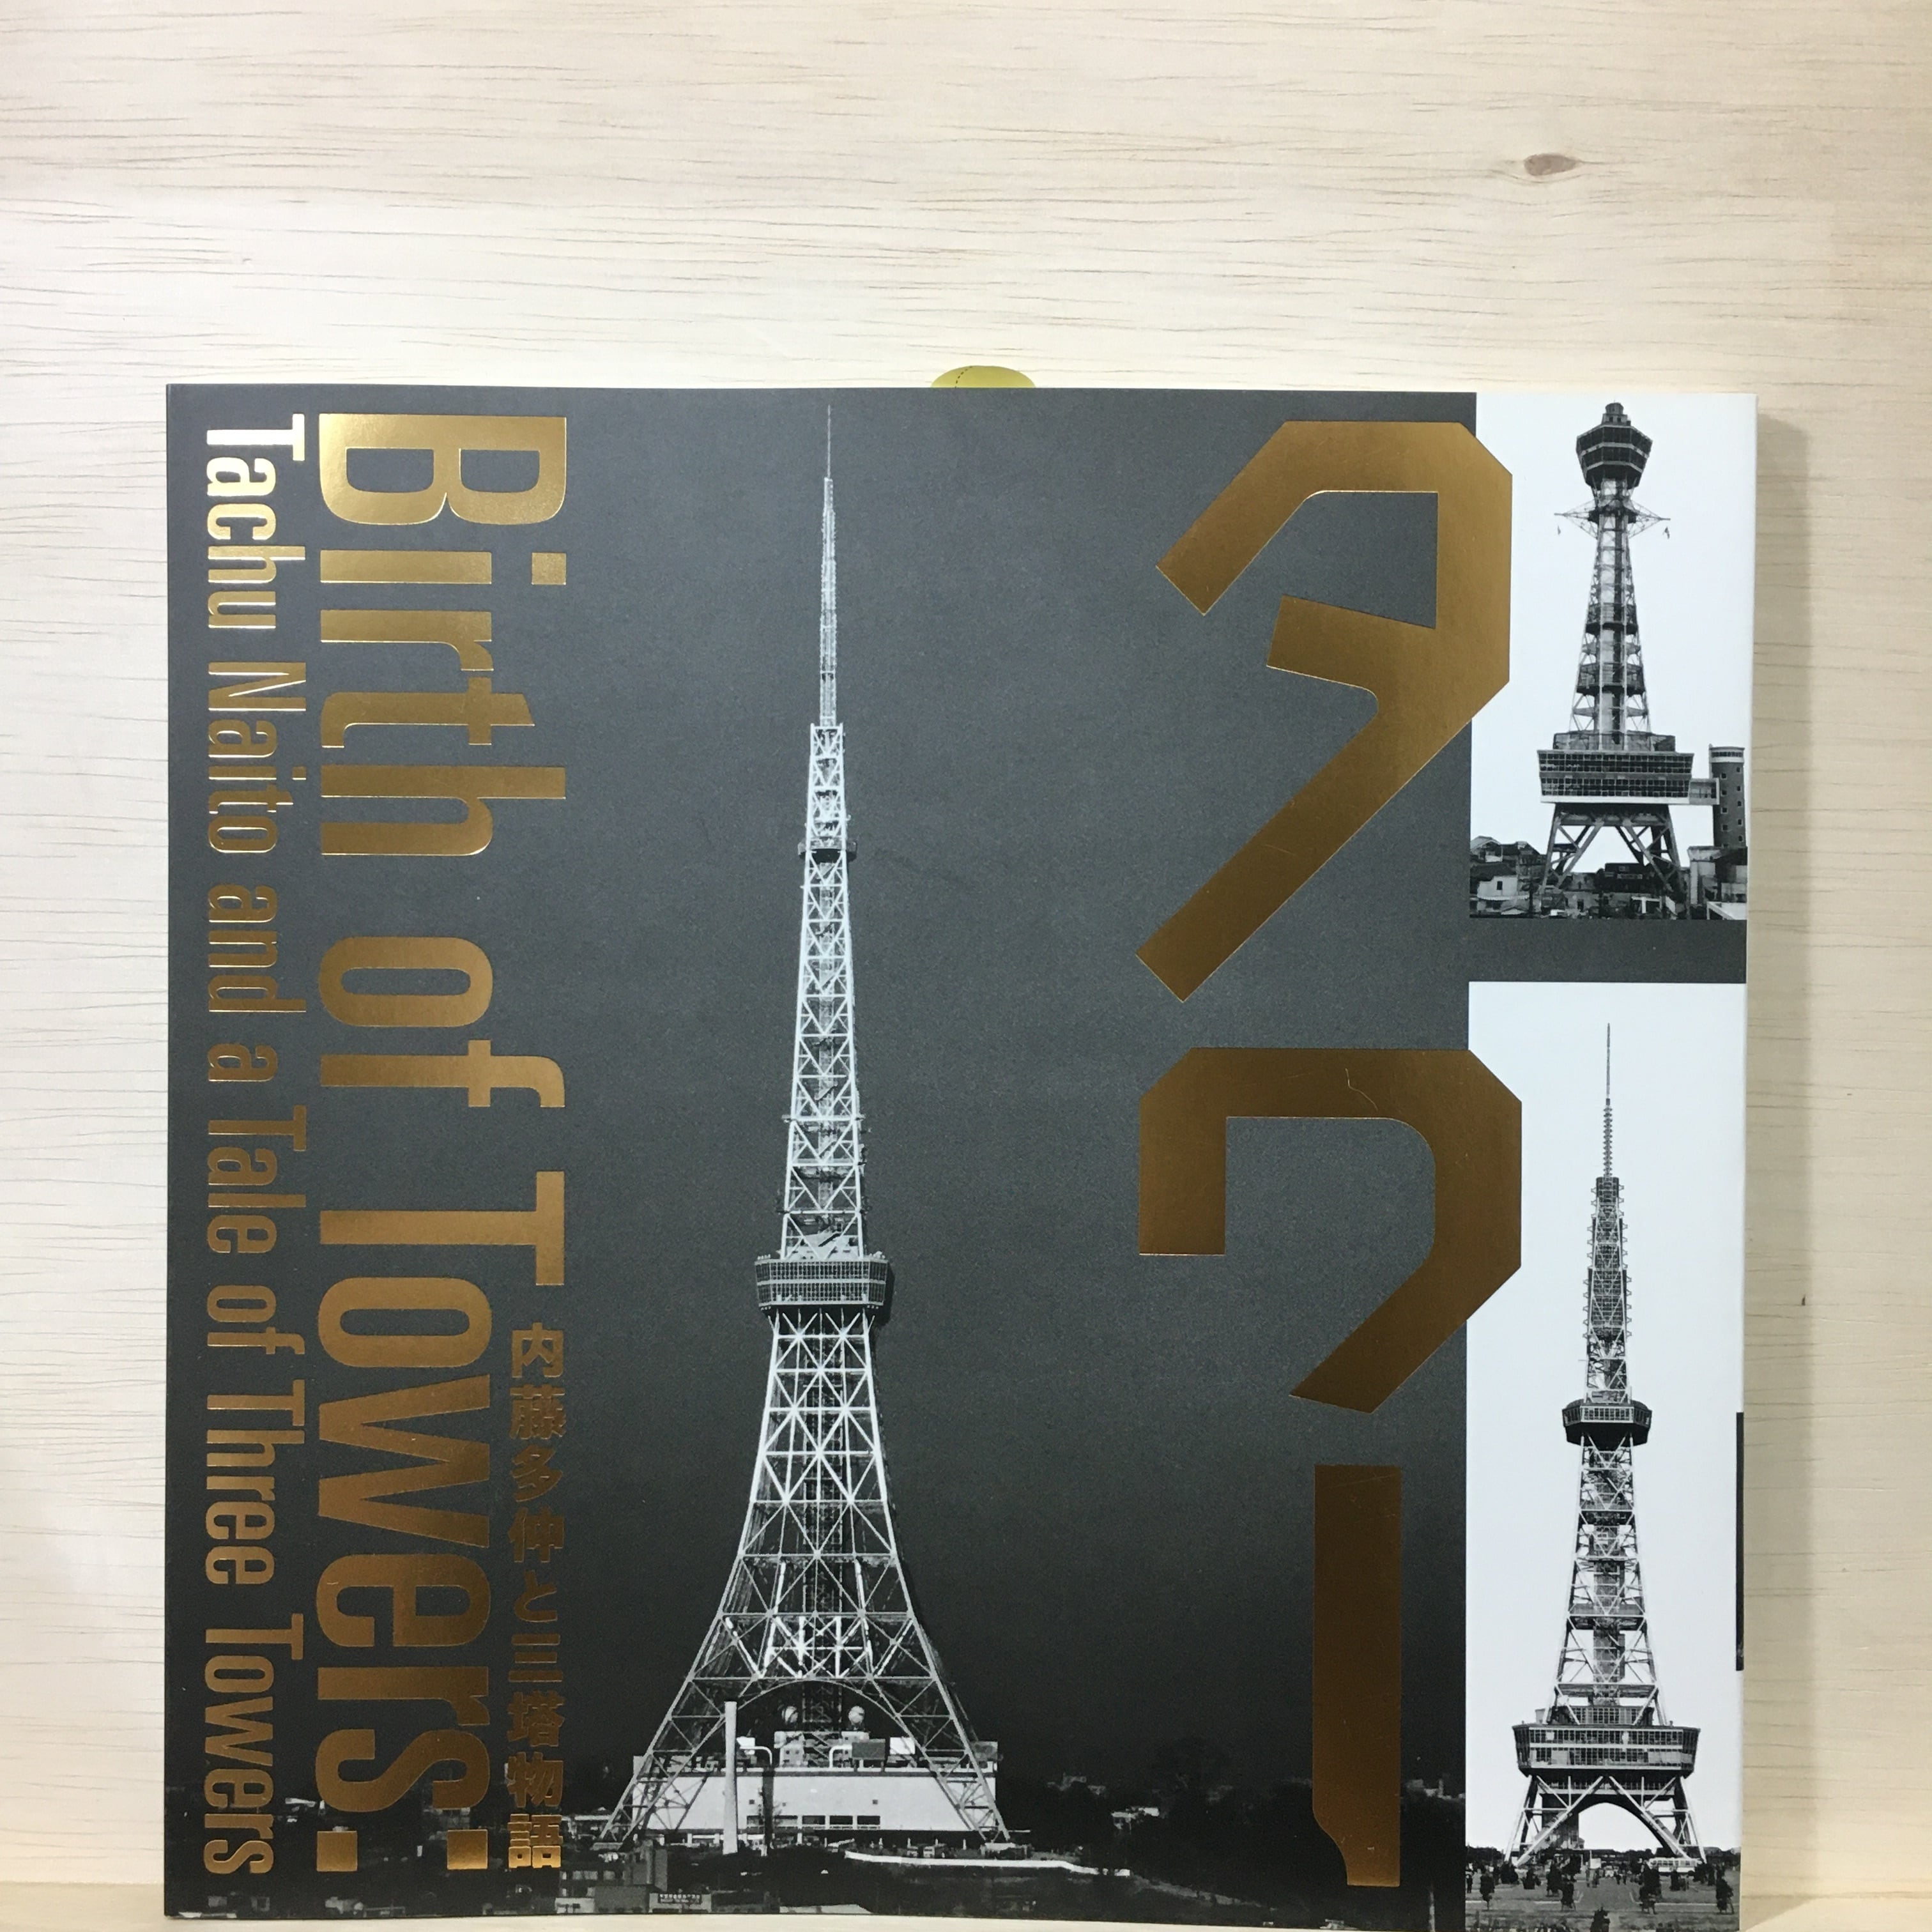 タワー
内藤多仲と三塔物語
Birth of Towers:
Tachu Naito and a Tale of Three Towers